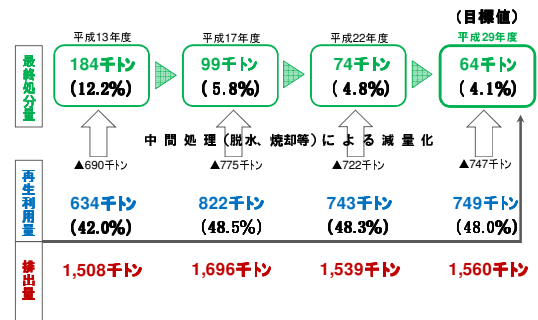 (目標値)
平成13年度 平成17年度 平成22年度 平成29年度
最終処分量
184千トン 99千トン 74千トン 64千トン
(12.2%) (5.8%) (4.8%) (4.1%)
中間処理(脱水、焼却等)による減量化
▲690千トン ▲775千トン ▲722千トン ▲747千トン
再生利用量
634千トン 822千トン 743千トン 749千トン
(42.0%) (48.5%) (48.3%) (48.0%)
排出量
1,508千トン 1,696千トン 1,539千トン 1,560千トン